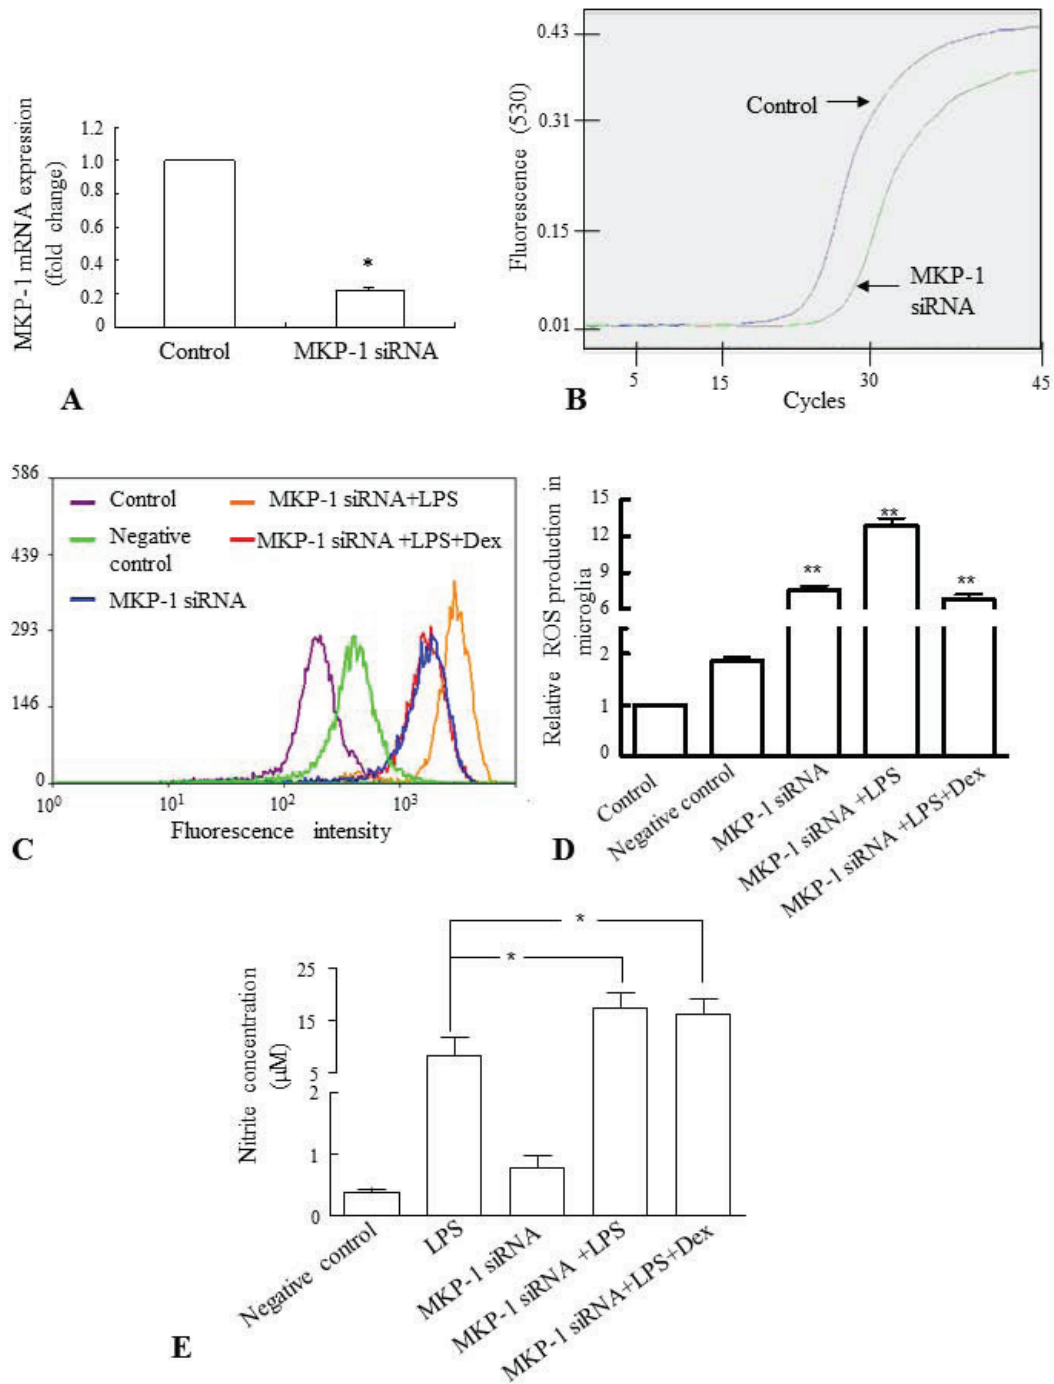 MKP-1 mRNA expression
(fold change)
1.2
1.0
0.8
0.6
0.4
0.2
0
*
Control
MKP-1 siRNA
A
Fluorescence (530)
0.43
0.31
0.15
0.01
Control
MKP-1
siRNA
5
15
30
45
Cycles
B
586
439
293
146
0
Control
Negative
control
MKP-1 siRNA
MKP-1 siRNA+LPS
MKP-1 siRNA +LPS+Dex
10⁰
10¹
10²
10³
Fluorescence intensity
C
Relative ROS production in
microglia
15
12
9
6
2
1
0
**
**
**
Control
Negative control
MKP-1 siRNA
MKP-1 siRNA +LPS
MKP-1 siRNA +LPS+Dex
D
Nitrite concentration
(µM)
25
15
5
2
1
0
*
*
Negative control
LPS
MKP-1 siRNA
MKP-1 siRNA +LPS
MKP-1 siRNA+LPS+Dex
E